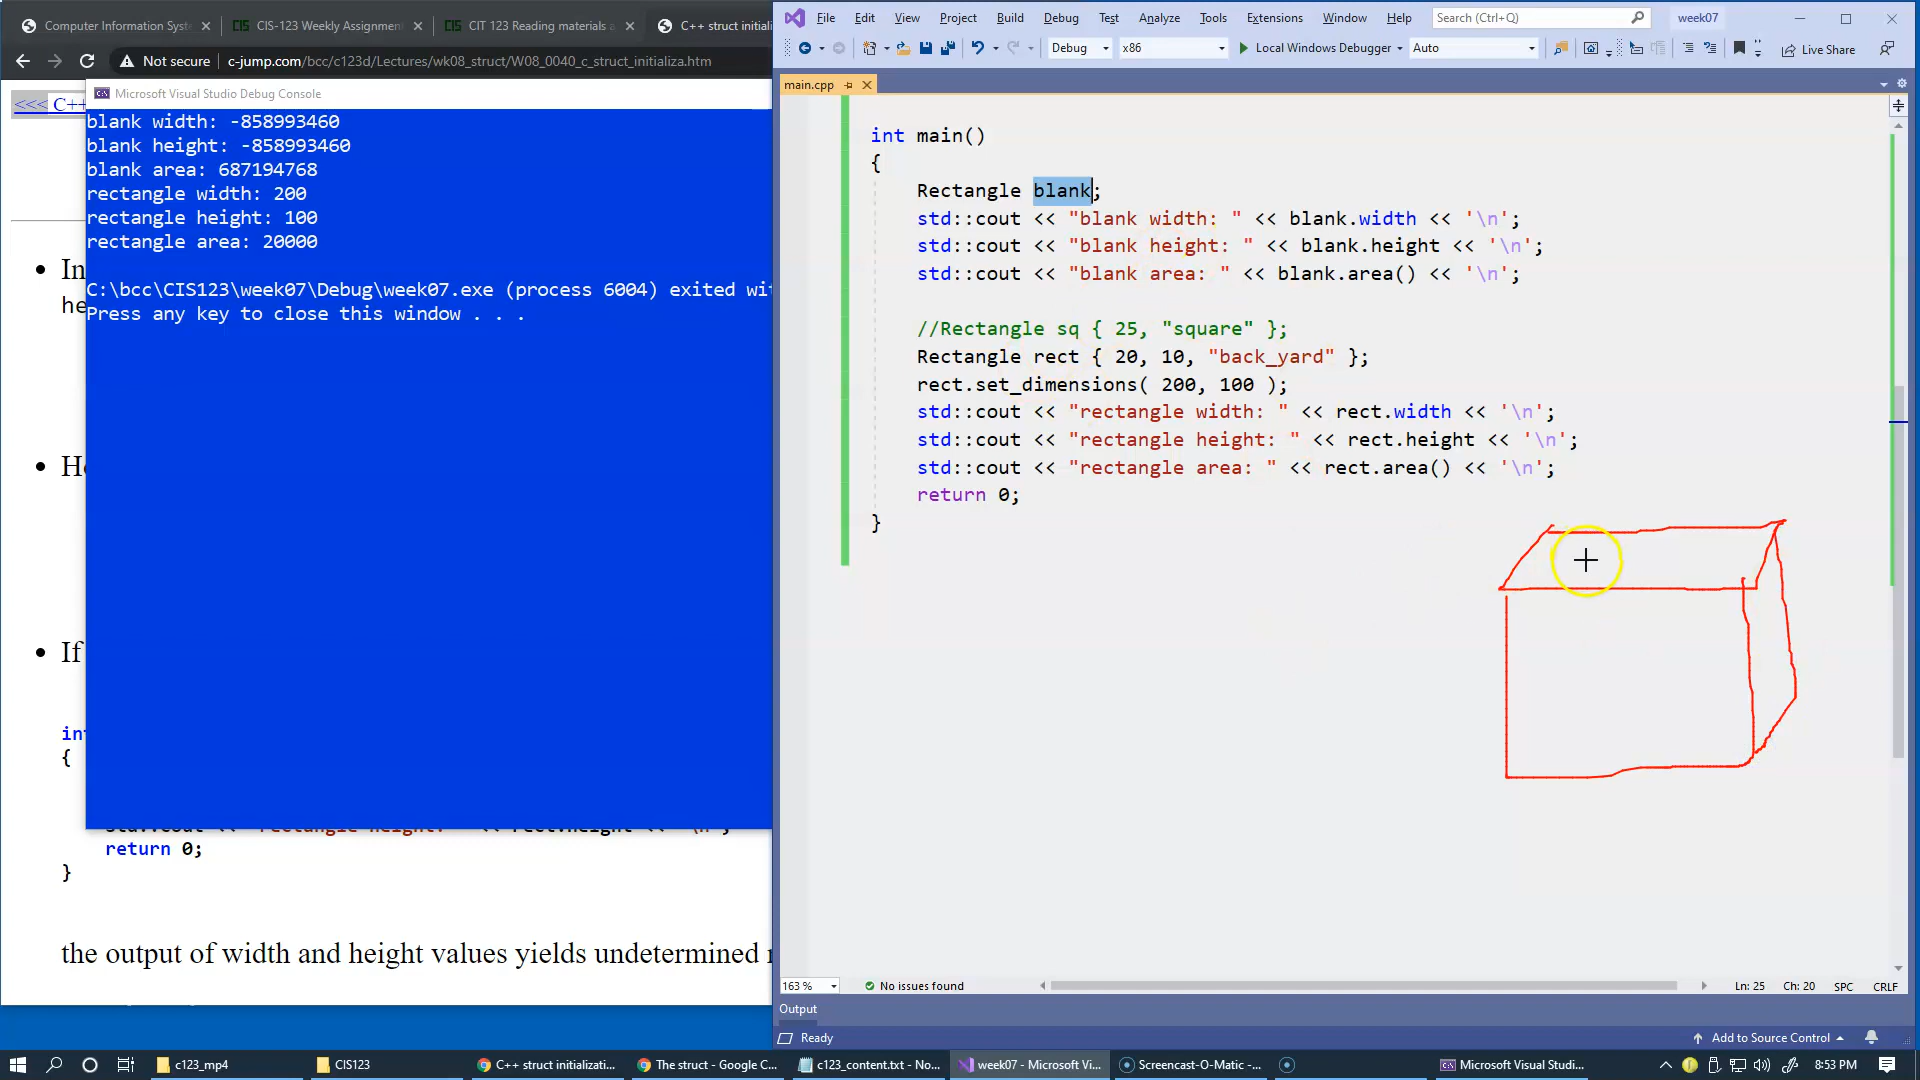 Computer Information Syste
CIS-123 Weekly Assignment
CIT 123 Reading materials a
C++ struct initial
Not secure
c-jump.com/bcc/c123d/Lectures/wk08_struct/W08_0040_c_struct_initializa.htm
<<< C++
Microsoft Visual Studio Debug Console
blank width: -858993460
blank height: -858993460
blank area: 687194768
rectangle width: 200
rectangle height: 100
rectangle area: 20000
C:\bcc\CIS123\week07\Debug\week07.exe (process 6004) exited wit
Press any key to close this window . . .
In
he
If
int
{
return 0;
}
the output of width and height values yields undetermined
File Edit View Project Build Debug Test Analyze Tools Extensions Window Help
Search (Ctrl+Q)
week07
Debug
x86
Local Windows Debugger
Auto
Live Share
main.cpp
int main()
{
Rectangle blank;
std::cout << "blank width: " << blank.width << '\n';
std::cout << "blank height: " << blank.height << '\n';
std::cout << "blank area: " << blank.area() << '\n';
//Rectangle sq { 25, "square" };
Rectangle rect { 20, 10, "back_yard" };
rect.set_dimensions( 200, 100 );
std::cout << "rectangle width: " << rect.width << '\n';
std::cout << "rectangle height: " << rect.height << '\n';
std::cout << "rectangle area: " << rect.area() << '\n';
return 0;
}
163 %
No issues found
Ln: 25
Ch: 20
SPC
CRLF
Output
Ready
Add to Source Control
c123_mp4
CIS123
C++ struct initializati...
The struct - Google C...
c123_content.txt - No...
week07 - Microsoft Vi...
Screencast-O-Matic -...
Microsoft Visual Studi...
8:53 PM